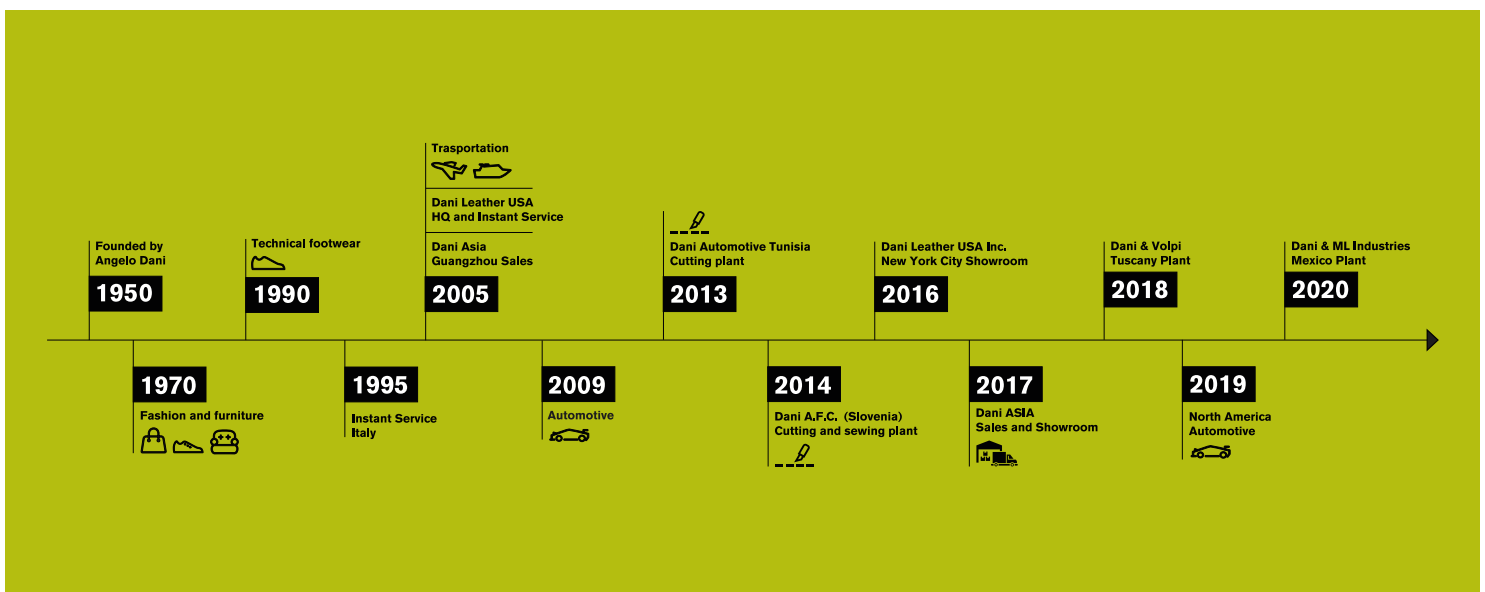 Founded by
Angelo Dani
1950
1970
Fashion and furniture
Technical footwear
1990
1995
Instant Service
Italy
Trasportation
Dani Leather USA
HQ and Instant Service
Dani Asia
Guangzhou Sales
2005
2009
Automotive
Dani Automotive Tunisia
Cutting plant
2013
2014
Dani A.F.C. (Slovenia)
Cutting and sewing plant
Dani Leather USA Inc.
New York City Showroom
2016
2017
Dani ASIA
Sales and Showroom
Dani & Volpi
Tuscany Plant
2018
2019
North America
Automotive
Dani & ML Industries
Mexico Plant
2020